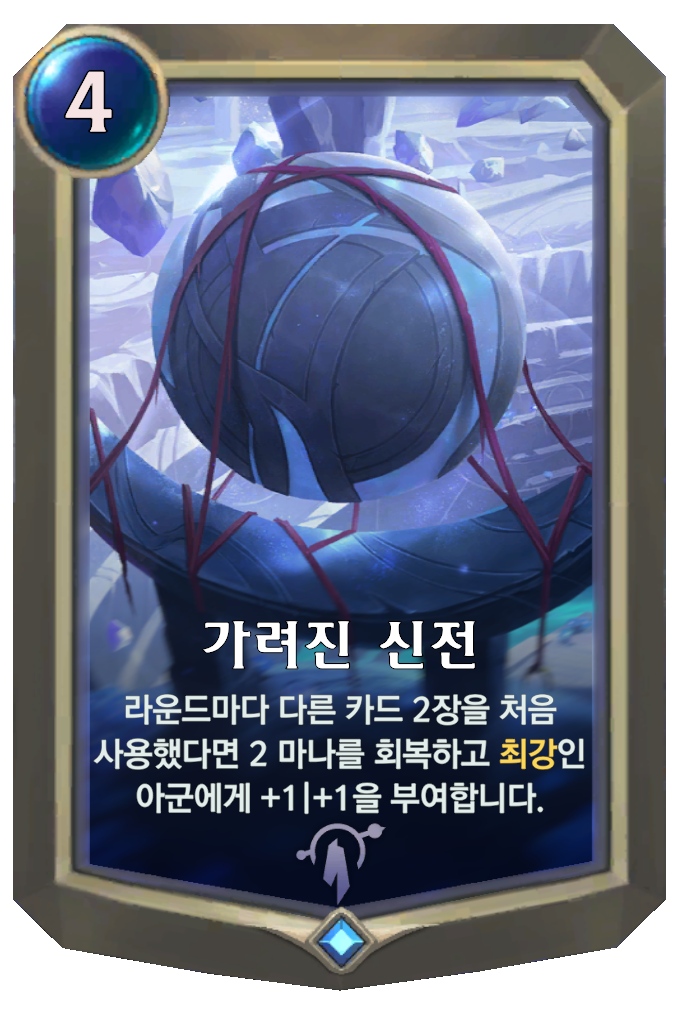 4
가려진 신전
라운드마다 다른 카드 2장을 처음
사용했다면 2 마나를 회복하고 최강인
아군에게 +1|+1을 부여합니다.